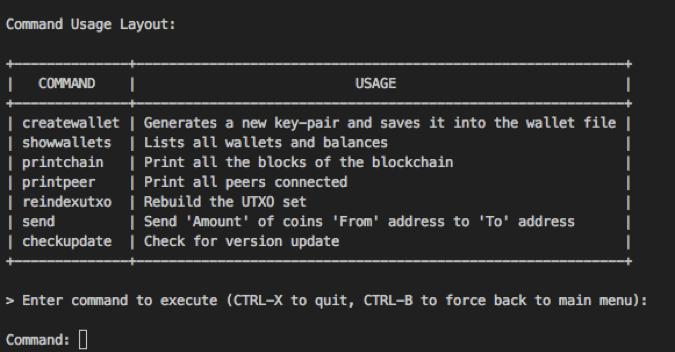 Command Usage Layout:
+--------------+-------------------------------------------------------------+
|   COMMAND    |                            USAGE                            |
+--------------+-------------------------------------------------------------+
| createwallet | Generates a new key-pair and saves it into the wallet file |
| showwallets  | Lists all wallets and balances                              |
| printchain   | Print all the blocks of the blockchain                      |
| printpeer    | Print all peers connected                                   |
| reindexutxo  | Rebuild the UTXO set                                        |
| send         | Send 'Amount' of coins 'From' address to 'To' address       |
| checkupdate  | Check for version update                                    |
+--------------+-------------------------------------------------------------+
> Enter command to execute (CTRL-X to quit, CTRL-B to force back to main menu):
Command: